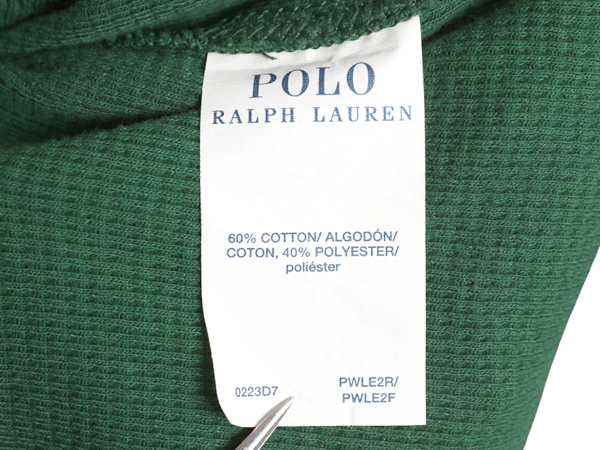 POLO
RALPH LAUREN
60% COTTON/ ALGODÓN/
COTON, 40% POLYESTER/
poliéster
0223D7
PWLE2R/
PWLE2F